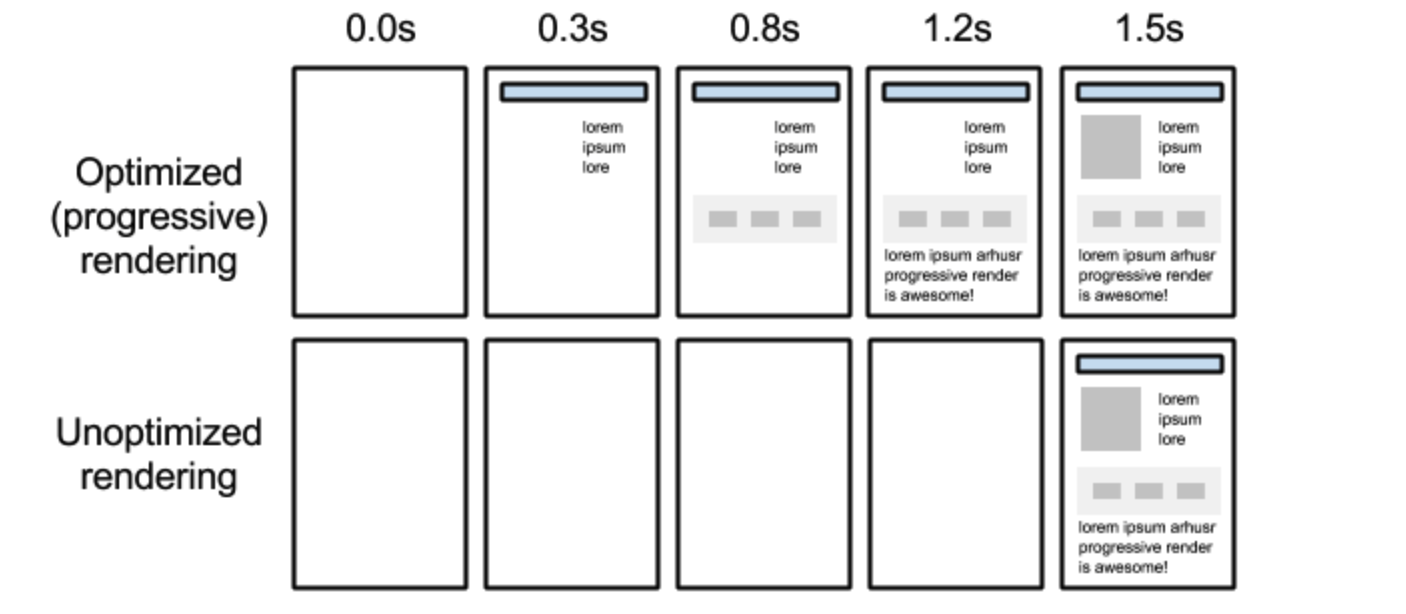 0.0s 0.3s 0.8s 1.2s 1.5s
Optimized
(progressive)
rendering
lorem
ipsum
lore
lorem
ipsum
lore
lorem
ipsum
lore
lorem ipsum arhusr
progressive render
is awesome!
lorem
ipsum
lore
lorem ipsum arhusr
progressive render
is awesome!
Unoptimized
rendering
lorem
ipsum
lore
lorem ipsum arhusr
progressive render
is awesome!